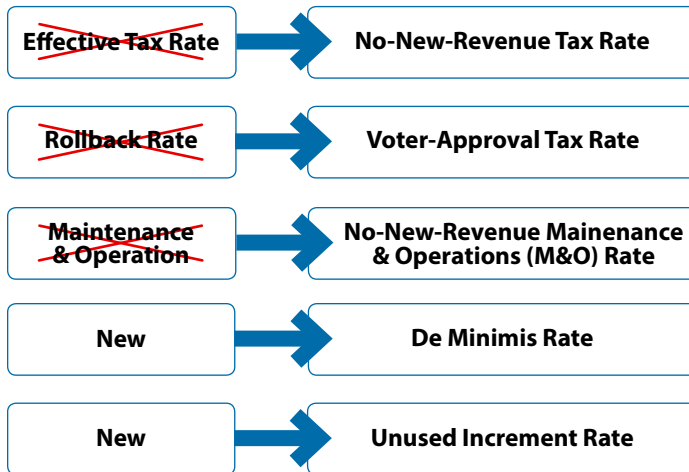 Effective Tax Rate
No-New-Revenue Tax Rate
Rollback Rate
Voter-Approval Tax Rate
Maintenance
& Operation
No-New-Revenue Mainenance
& Operations (M&O) Rate
New
De Minimis Rate
New
Unused Increment Rate